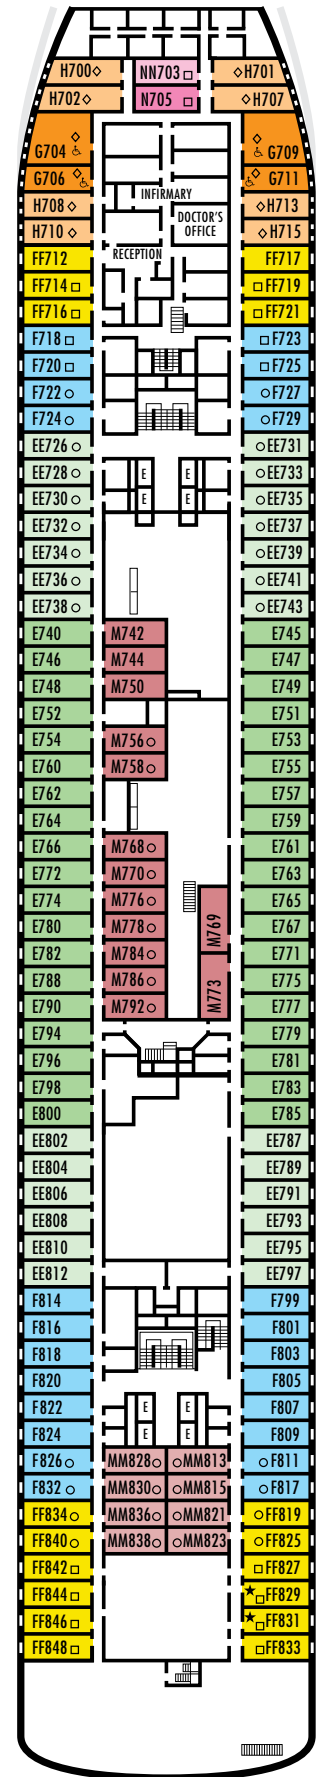 H700 NN703 H701
H702 N705 H707
G704 G709
G706 INFIRMARY G711
H708 DOCTOR'S OFFICE H713
H710 H715
FF712 RECEPTION FF717
FF714 FF719
FF716 FF721
F718 F723
F720 F725
F722 F727
F724 F729
EE726 EE731
EE728 E E EE733
EE730 E E EE735
EE732 EE737
EE734 EE739
EE736 EE741
EE738 EE743
E740 M742 E745
E746 M744 E747
E748 M750 E749
E752 E751
E754 M756 E753
E760 M758 E755
E762 E757
E764 E759
E766 M768 E761
E772 M770 E763
E774 M776 E765
E780 M778 M769 E767
E782 M784 E771
E788 M786 E775
E790 M792 M773 E777
E794 E779
E796 E781
E798 E783
E800 E785
EE802 EE787
EE804 EE789
EE806 EE791
EE808 EE793
EE810 EE795
EE812 EE797
F814 F799
F816 F801
F818 F803
F820 F805
F822 E E F807
F824 E E F809
F826 MM828 MM813 F811
F832 MM830 MM815 F817
FF834 MM836 MM821 FF819
FF840 MM838 MM823 FF825
FF842 FF827
FF844 FF829
FF846 FF831
FF848 FF833